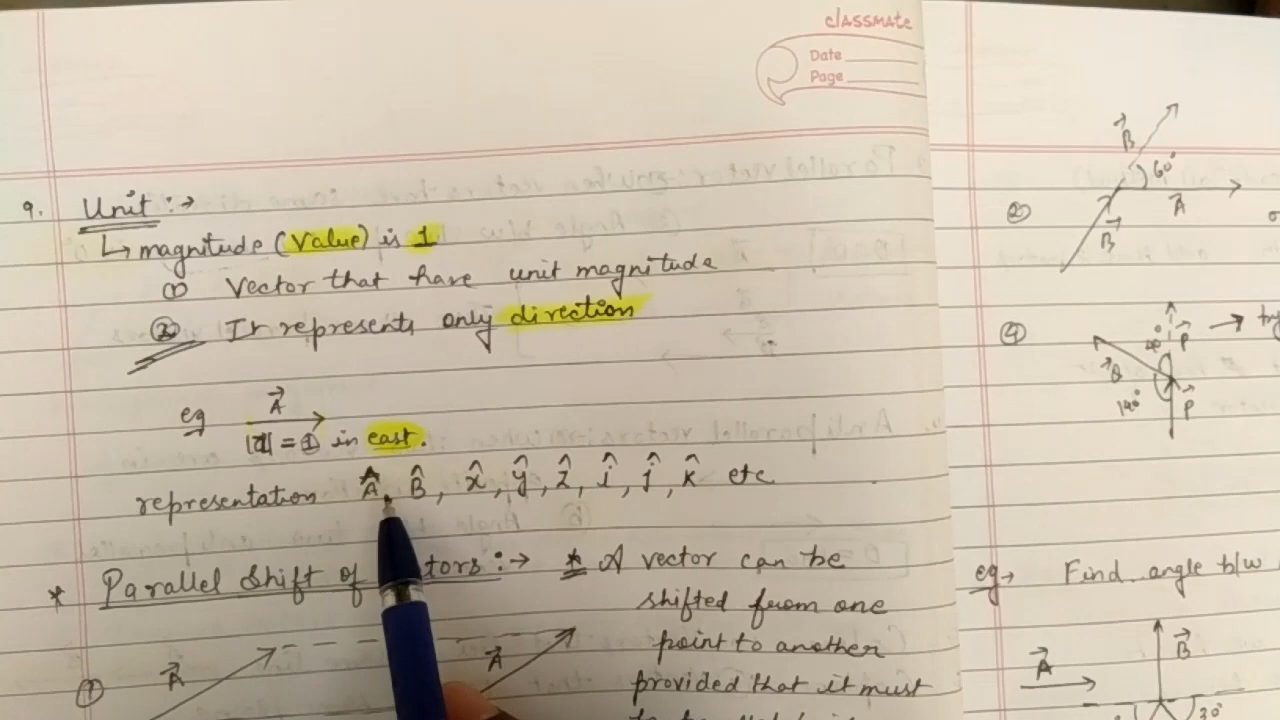 classmate
Date
Page
9. Unit :→
↳ magnitude (value) is 1
① Vector that have unit magnitude
② It represents only direction
eg A⃗
= ① in east.
representation Â, B̂, x̂, ŷ, ẑ, î, ĵ, k̂ etc
* Parallel Shift of tors :→ * A vector can be
shifted from one
point to another
provided that it must
① A⃗ A⃗
② B⃗ 60°
A⃗
B⃗
④ 40° P⃗ →
Q⃗
140° P⃗
eg→ Find angle b/w
A⃗ B⃗
30°